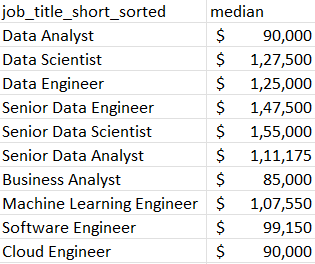 job_title_short_sorted median
Data Analyst $ 90,000
Data Scientist $ 1,27,500
Data Engineer $ 1,25,000
Senior Data Engineer $ 1,47,500
Senior Data Scientist $ 1,55,000
Senior Data Analyst $ 1,11,175
Business Analyst $ 85,000
Machine Learning Engineer $ 1,07,550
Software Engineer $ 99,150
Cloud Engineer $ 90,000